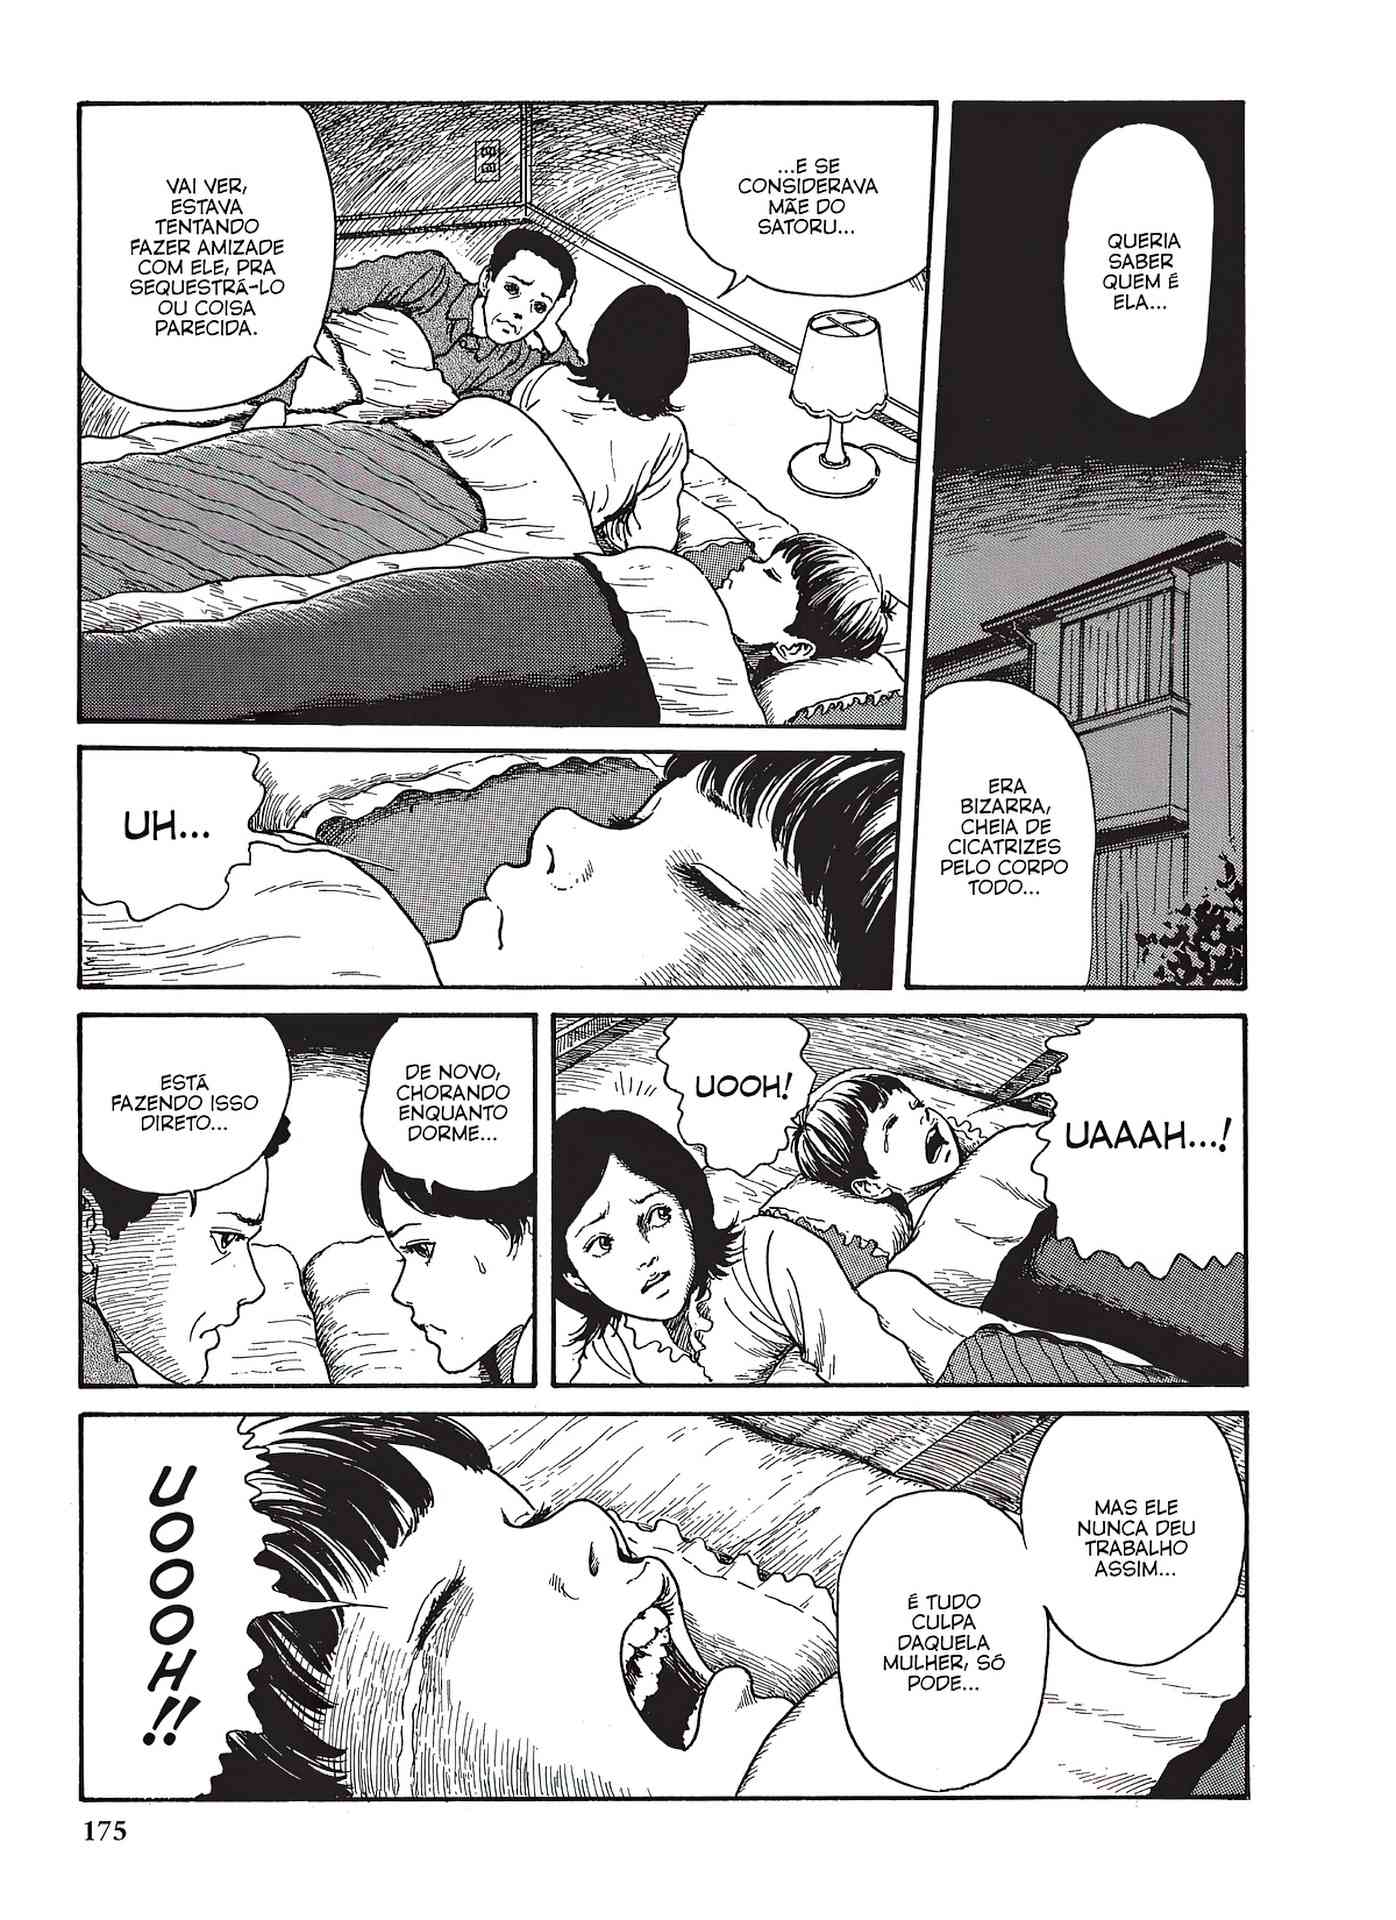 QUERIA
SABER
QUEM É
ELA...
ERA
BIZARRA,
CHEIA DE
CICATRIZES
PELO CORPO
TODO...
...E SE
CONSIDERAVA
MÃE DO
SATORU...
VAI VER,
ESTAVA
TENTANDO
FAZER AMIZADE
COM ELE, PRA
SEQUESTRÁ-LO
OU COISA
PARECIDA.
UH...
UAAAH...!
UOOH!
DE NOVO,
CHORANDO
ENQUANTO
DORME...
ESTÁ
FAZENDO ISSO
DIRETO...
MAS ELE
NUNCA DEU
TRABALHO
ASSIM...
É TUDO
CULPA
DAQUELA
MULHER, SÓ
PODE...
UOOOH!!
175